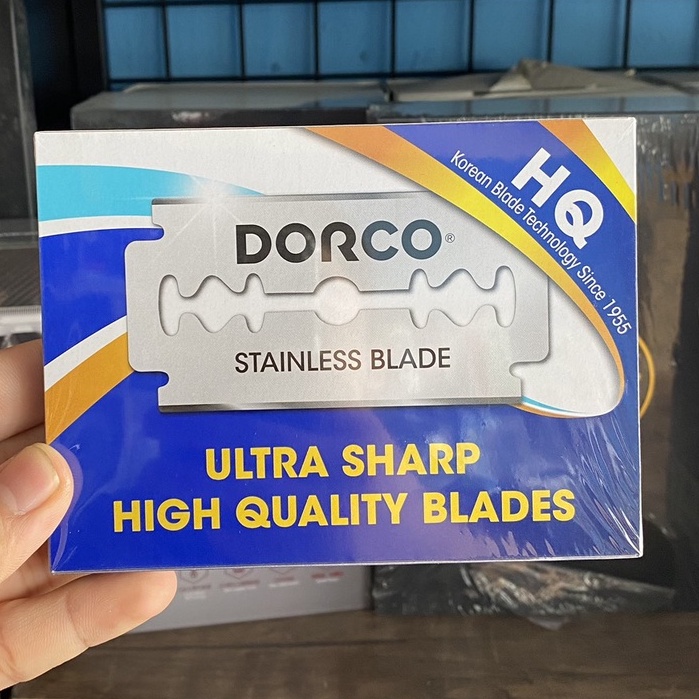 HQ
Korean Blade Technology Since 1955
DORCO®
STAINLESS BLADE
ULTRA SHARP
HIGH QUALITY BLADES